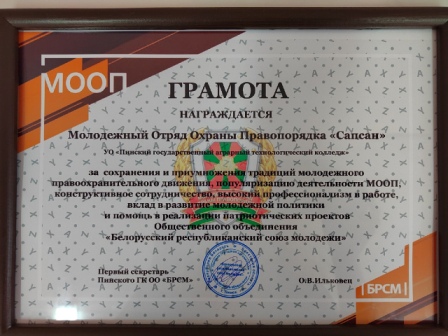 МООП
ГРАМОТА
НАГРАЖДАЕТСЯ
Молодежный Отряд Охраны Правопорядка «Сапсан»
УО «Пинский государственный аграрный технологический колледж»
за сохранения и приумножения традиций молодежного
правоохранительного движения, популяризацию деятельности МООП,
конструктивное сотрудничество, высокий профессионализм в работе,
вклад в развитие молодежной политики
и помощь в реализации патриотических проектов
Общественного объединения
«Белорусский республиканский союз молодежи»
Первый секретарь
Пинского ГК ОО «БРСМ»
О.В.Ильковец
БРСМ